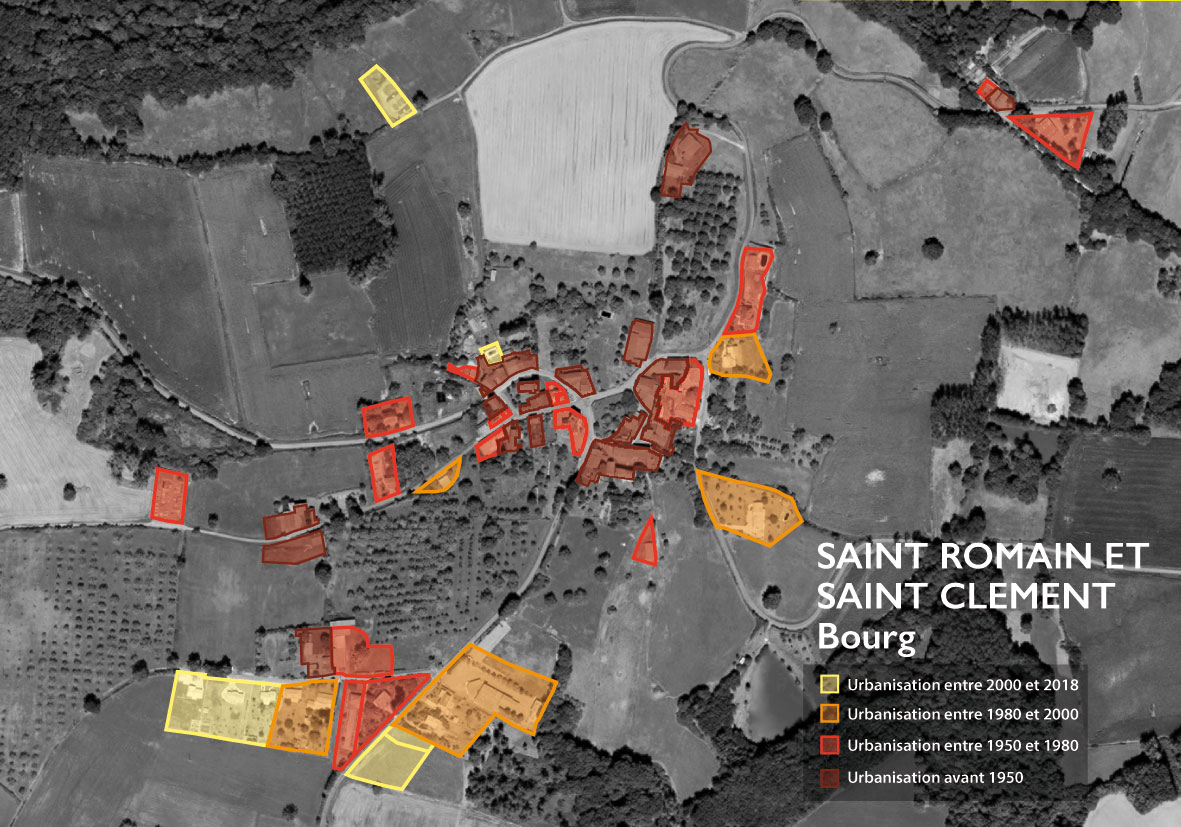 SAINT ROMAIN ET
SAINT CLEMENT
Bourg
Urbanisation entre 2000 et 2018
Urbanisation entre 1980 et 2000
Urbanisation entre 1950 et 1980
Urbanisation avant 1950